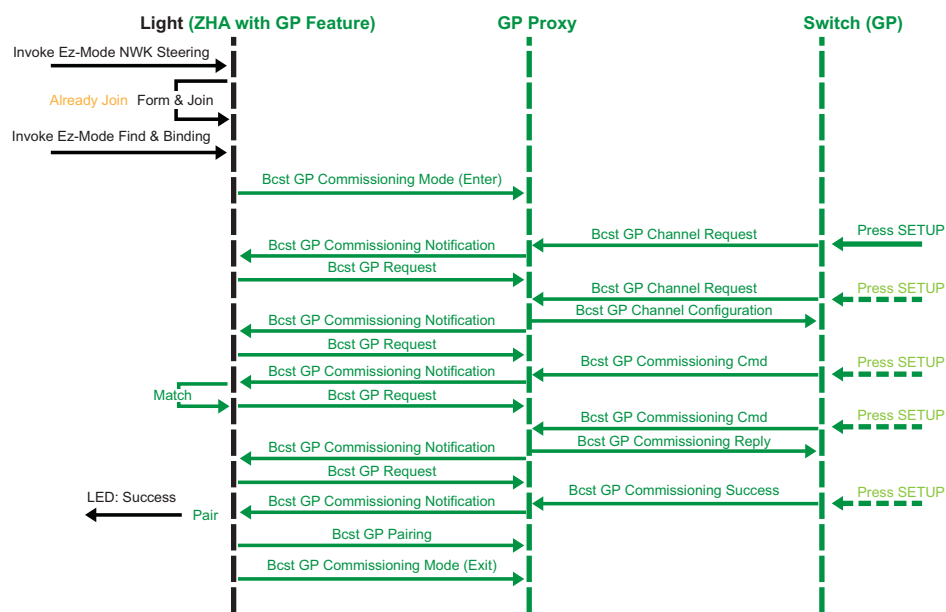 Light (ZHA with GP Feature) GP Proxy Switch (GP)
Invoke Ez-Mode NWK Steering
Already Join Form & Join
Invoke Ez-Mode Find & Binding
Bcst GP Commissioning Mode (Enter)
Bcst GP Channel Request Press SETUP
Bcst GP Commissioning Notification
Bcst GP Request
Bcst GP Channel Request Press SETUP
Bcst GP Channel Configuration
Bcst GP Commissioning Notification
Bcst GP Request
Bcst GP Commissioning Cmd Press SETUP
Bcst GP Commissioning Notification
Match Bcst GP Request
Bcst GP Commissioning Cmd Press SETUP
Bcst GP Commissioning Reply
Bcst GP Commissioning Notification
Bcst GP Request
Bcst GP Commissioning Success Press SETUP
LED: Success Bcst GP Commissioning Notification
Pair
Bcst GP Pairing
Bcst GP Commissioning Mode (Exit)